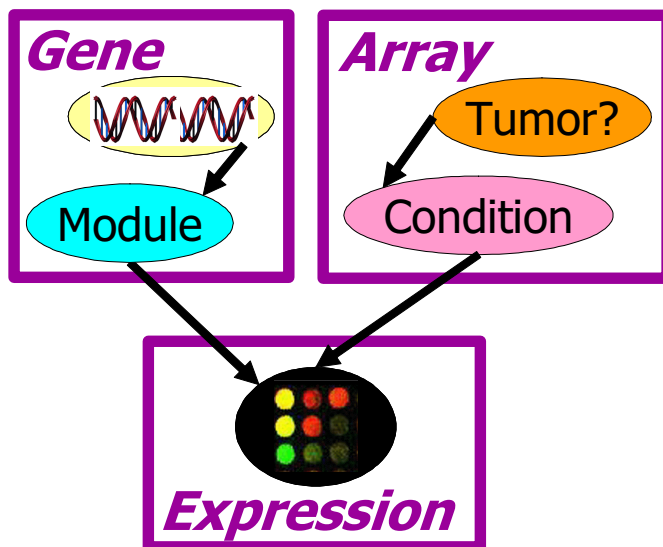 Gene
Module
Array
Tumor?
Condition
Expression